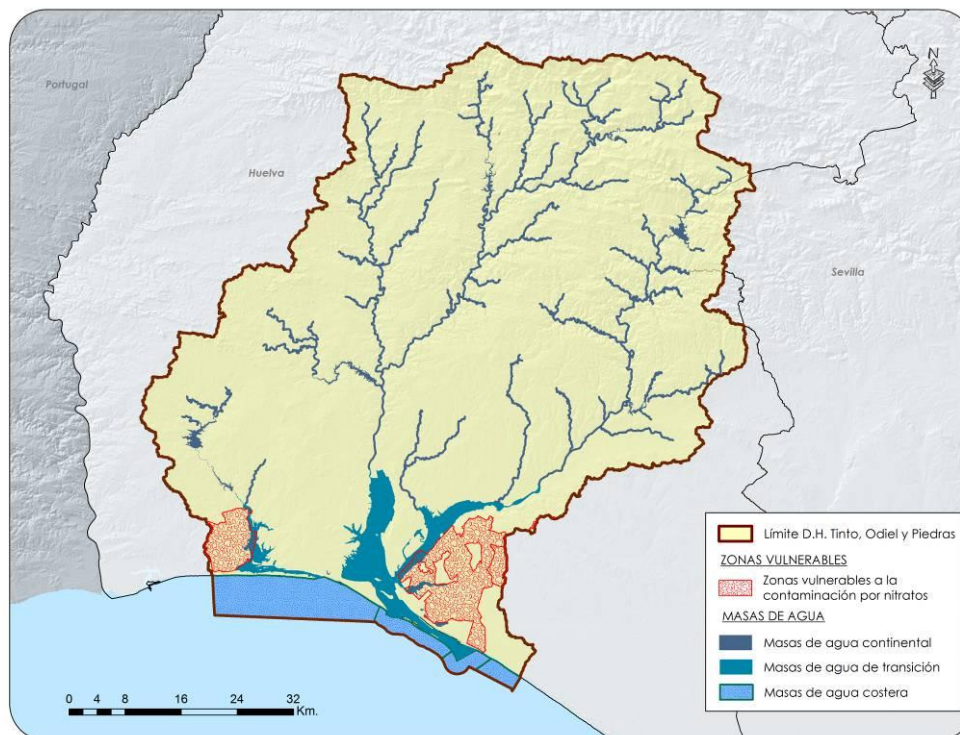 Portugal
N
Huelva
Sevilla
Límite D.H. Tinto, Odiel y Piedras
ZONAS VULNERABLES
Zonas vulnerables a la
contaminación por nitratos
MASAS DE AGUA
Masas de agua continental
Masas de agua de transición
Masas de agua costera
0 4 8 16 24 32
Km.